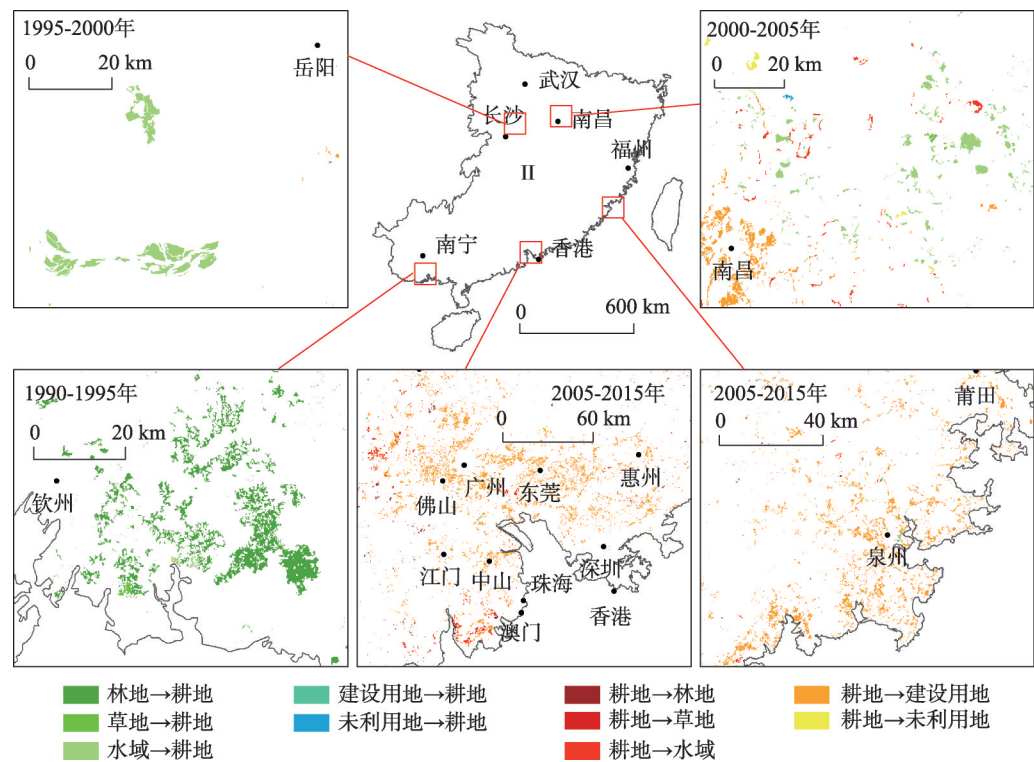 1995-2000年
0 20 km
岳阳
武汉
长沙
南昌
福州
II
南宁
香港
0 600 km
2000-2005年
0 20 km
南昌
1990-1995年
0 20 km
钦州
2005-2015年
0 60 km
广州
惠州
佛山
东莞
江门
中山
珠海
深圳
澳门
香港
2005-2015年
莆田
0 40 km
泉州
林地→耕地
建设用地→耕地
耕地→林地
耕地→建设用地
草地→耕地
未利用地→耕地
耕地→草地
耕地→未利用地
水域→耕地
耕地→水域